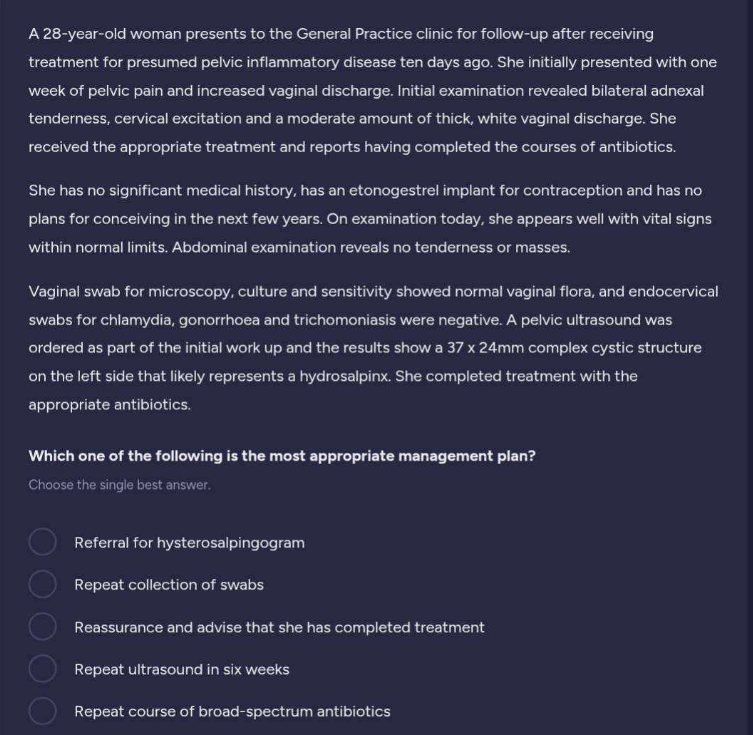 A 28-year-old woman presents to the General Practice clinic for follow-up after receiving
treatment for presumed pelvic inflammatory disease ten days ago. She initially presented with one
week of pelvic pain and increased vaginal discharge. Initial examination revealed bilateral adnexal
tenderness, cervical excitation and a moderate amount of thick, white vaginal discharge. She
received the appropriate treatment and reports having completed the courses of antibiotics.
She has no significant medical history, has an etonogestrel implant for contraception and has no
plans for conceiving in the next few years. On examination today, she appears well with vital signs
within normal limits. Abdominal examination reveals no tenderness or masses.
Vaginal swab for microscopy, culture and sensitivity showed normal vaginal flora, and endocervical
swabs for chlamydia, gonorrhoea and trichomoniasis were negative. A pelvic ultrasound was
ordered as part of the initial work up and the results show a 37 x 24mm complex cystic structure
on the left side that likely represents a hydrosalpinx. She completed treatment with the
appropriate antibiotics.
Which one of the following is the most appropriate management plan?
Choose the single best answer.
Referral for hysterosalpingogram
Repeat collection of swabs
Reassurance and advise that she has completed treatment
Repeat ultrasound in six weeks
Repeat course of broad-spectrum antibiotics